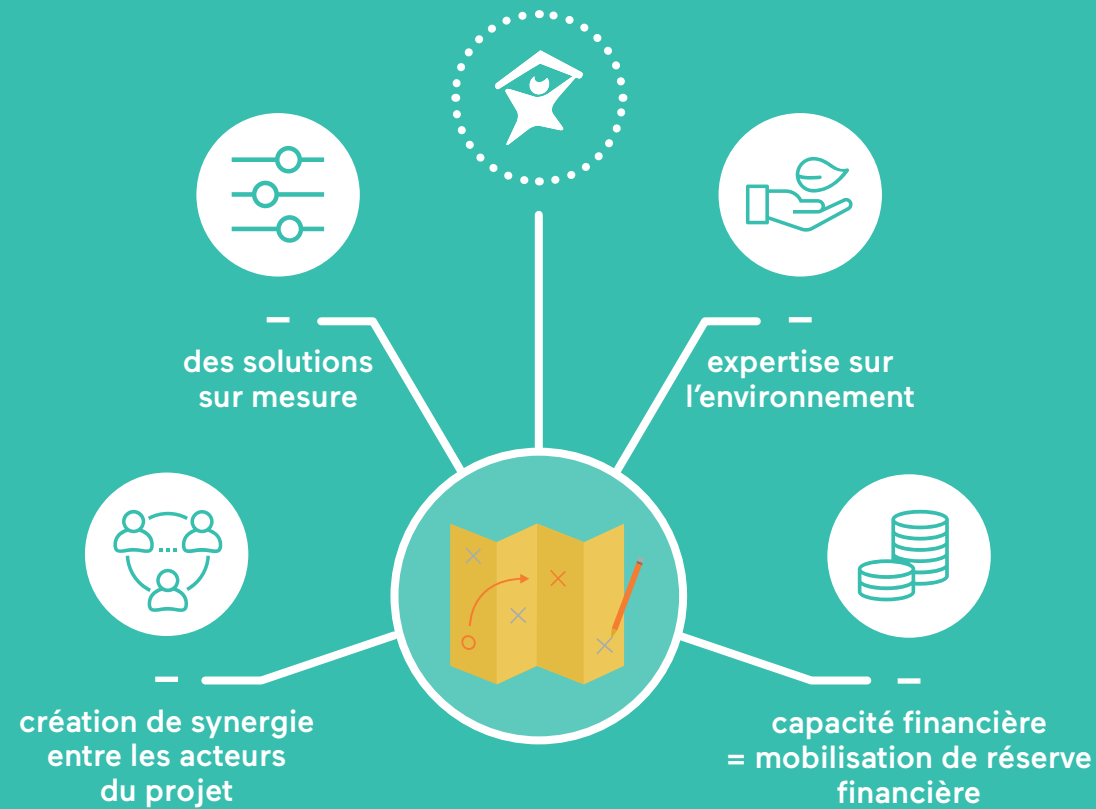 des solutions
sur mesure
expertise sur
l’environnement
création de synergie
entre les acteurs
du projet
capacité financière
= mobilisation de réserve
financière